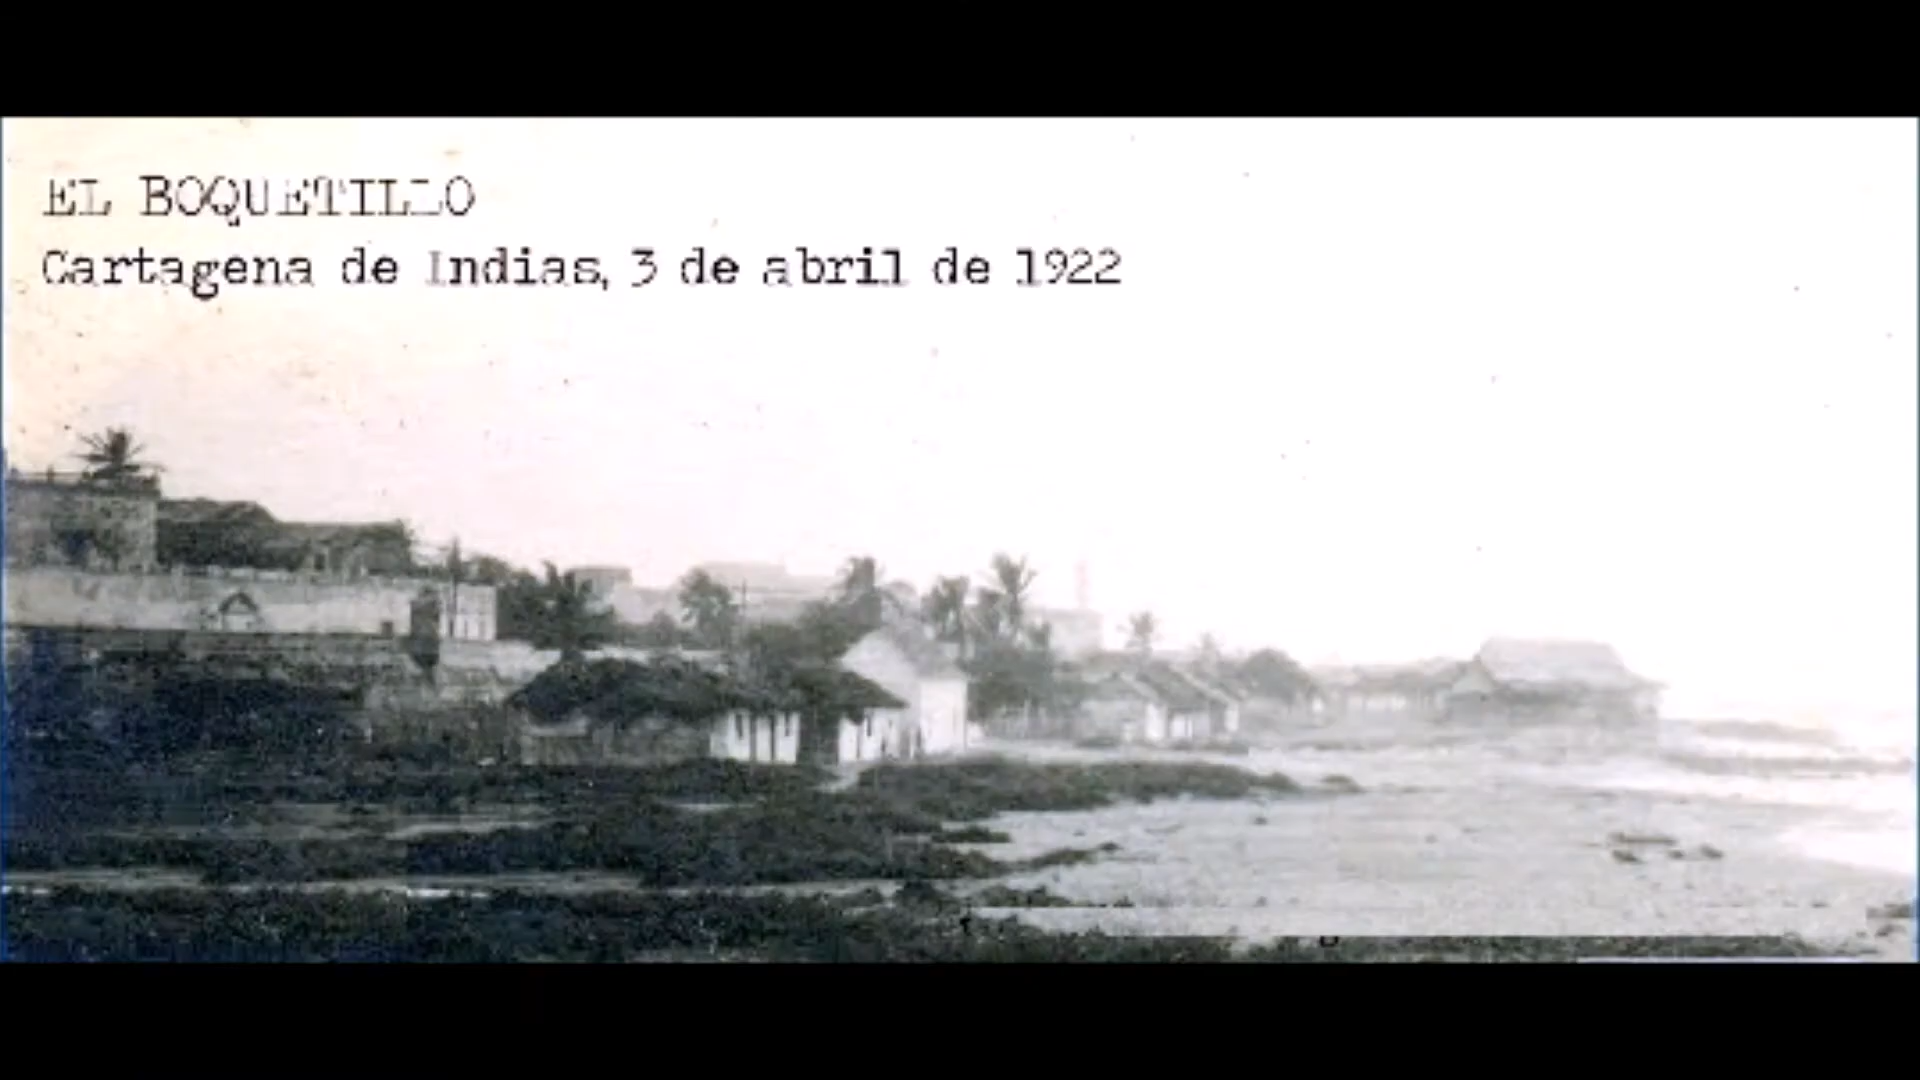 EL BOQUETILLO
Cartagena de Indias, 3 de abril de 1922